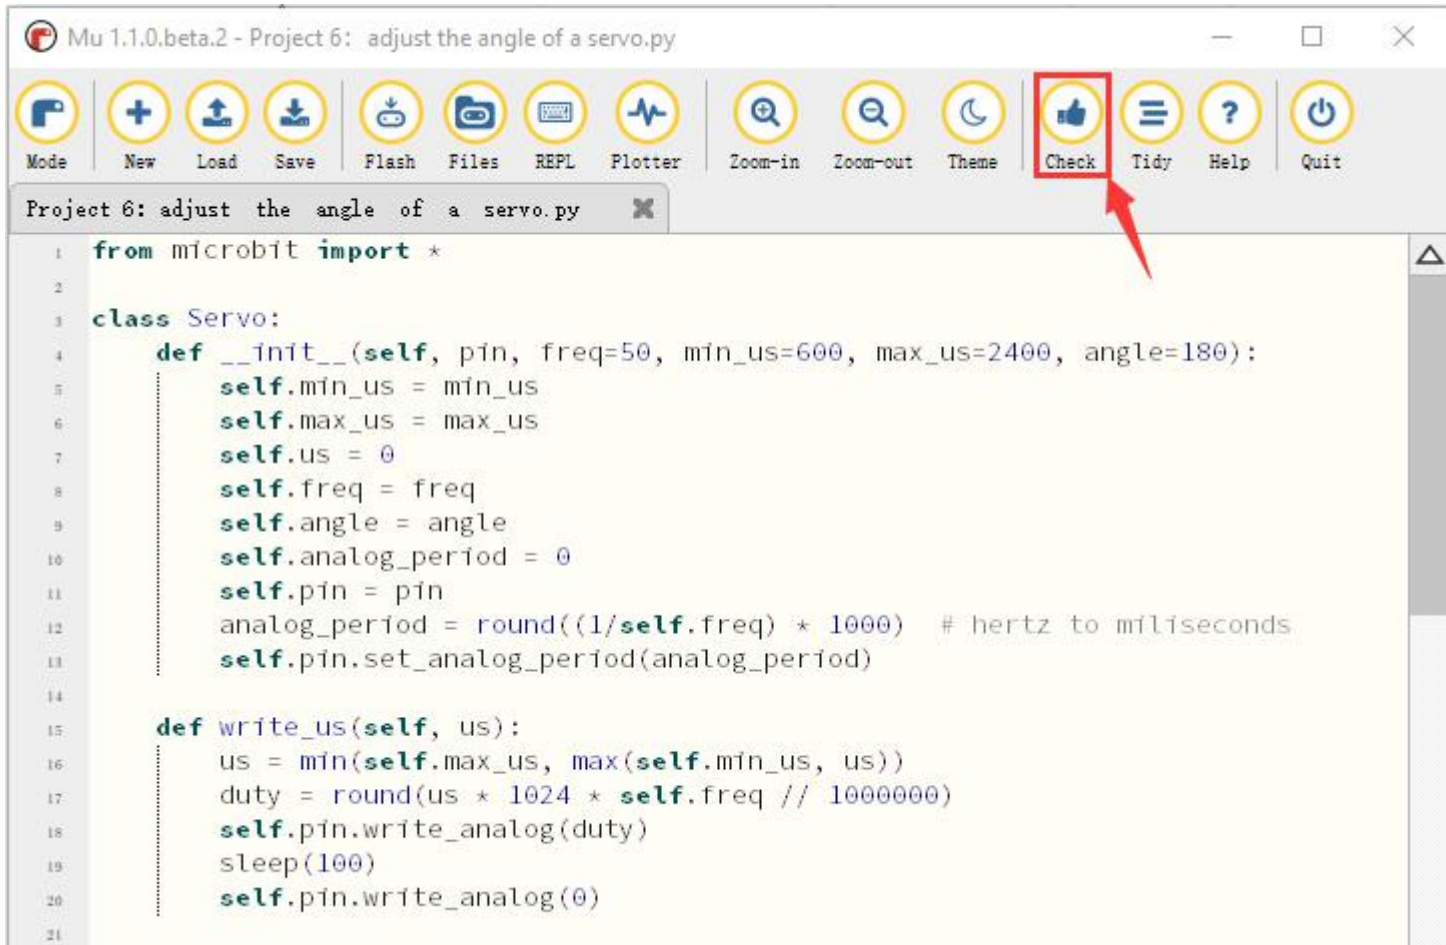 Mu 1.1.0.beta.2 - Project 6: adjust the angle of a servo.py
Mode New Load Save Flash Files REPL Plotter Zoom-in Zoom-out Theme Check Tidy Help Quit
Project 6: adjust the angle of a servo.py
1 from microbit import *
2
3 class Servo:
4 def __init__(self, pin, freq=50, min_us=600, max_us=2400, angle=180):
5 self.min_us = min_us
6 self.max_us = max_us
7 self.us = 0
8 self.freq = freq
9 self.angle = angle
10 self.analog_period = 0
11 self.pin = pin
12 analog_period = round((1/self.freq) * 1000) # hertz to miliseconds
13 self.pin.set_analog_period(analog_period)
14
15 def write_us(self, us):
16 us = min(self.max_us, max(self.min_us, us))
17 duty = round(us * 1024 * self.freq // 1000000)
18 self.pin.write_analog(duty)
19 sleep(100)
20 self.pin.write_analog(0)
21